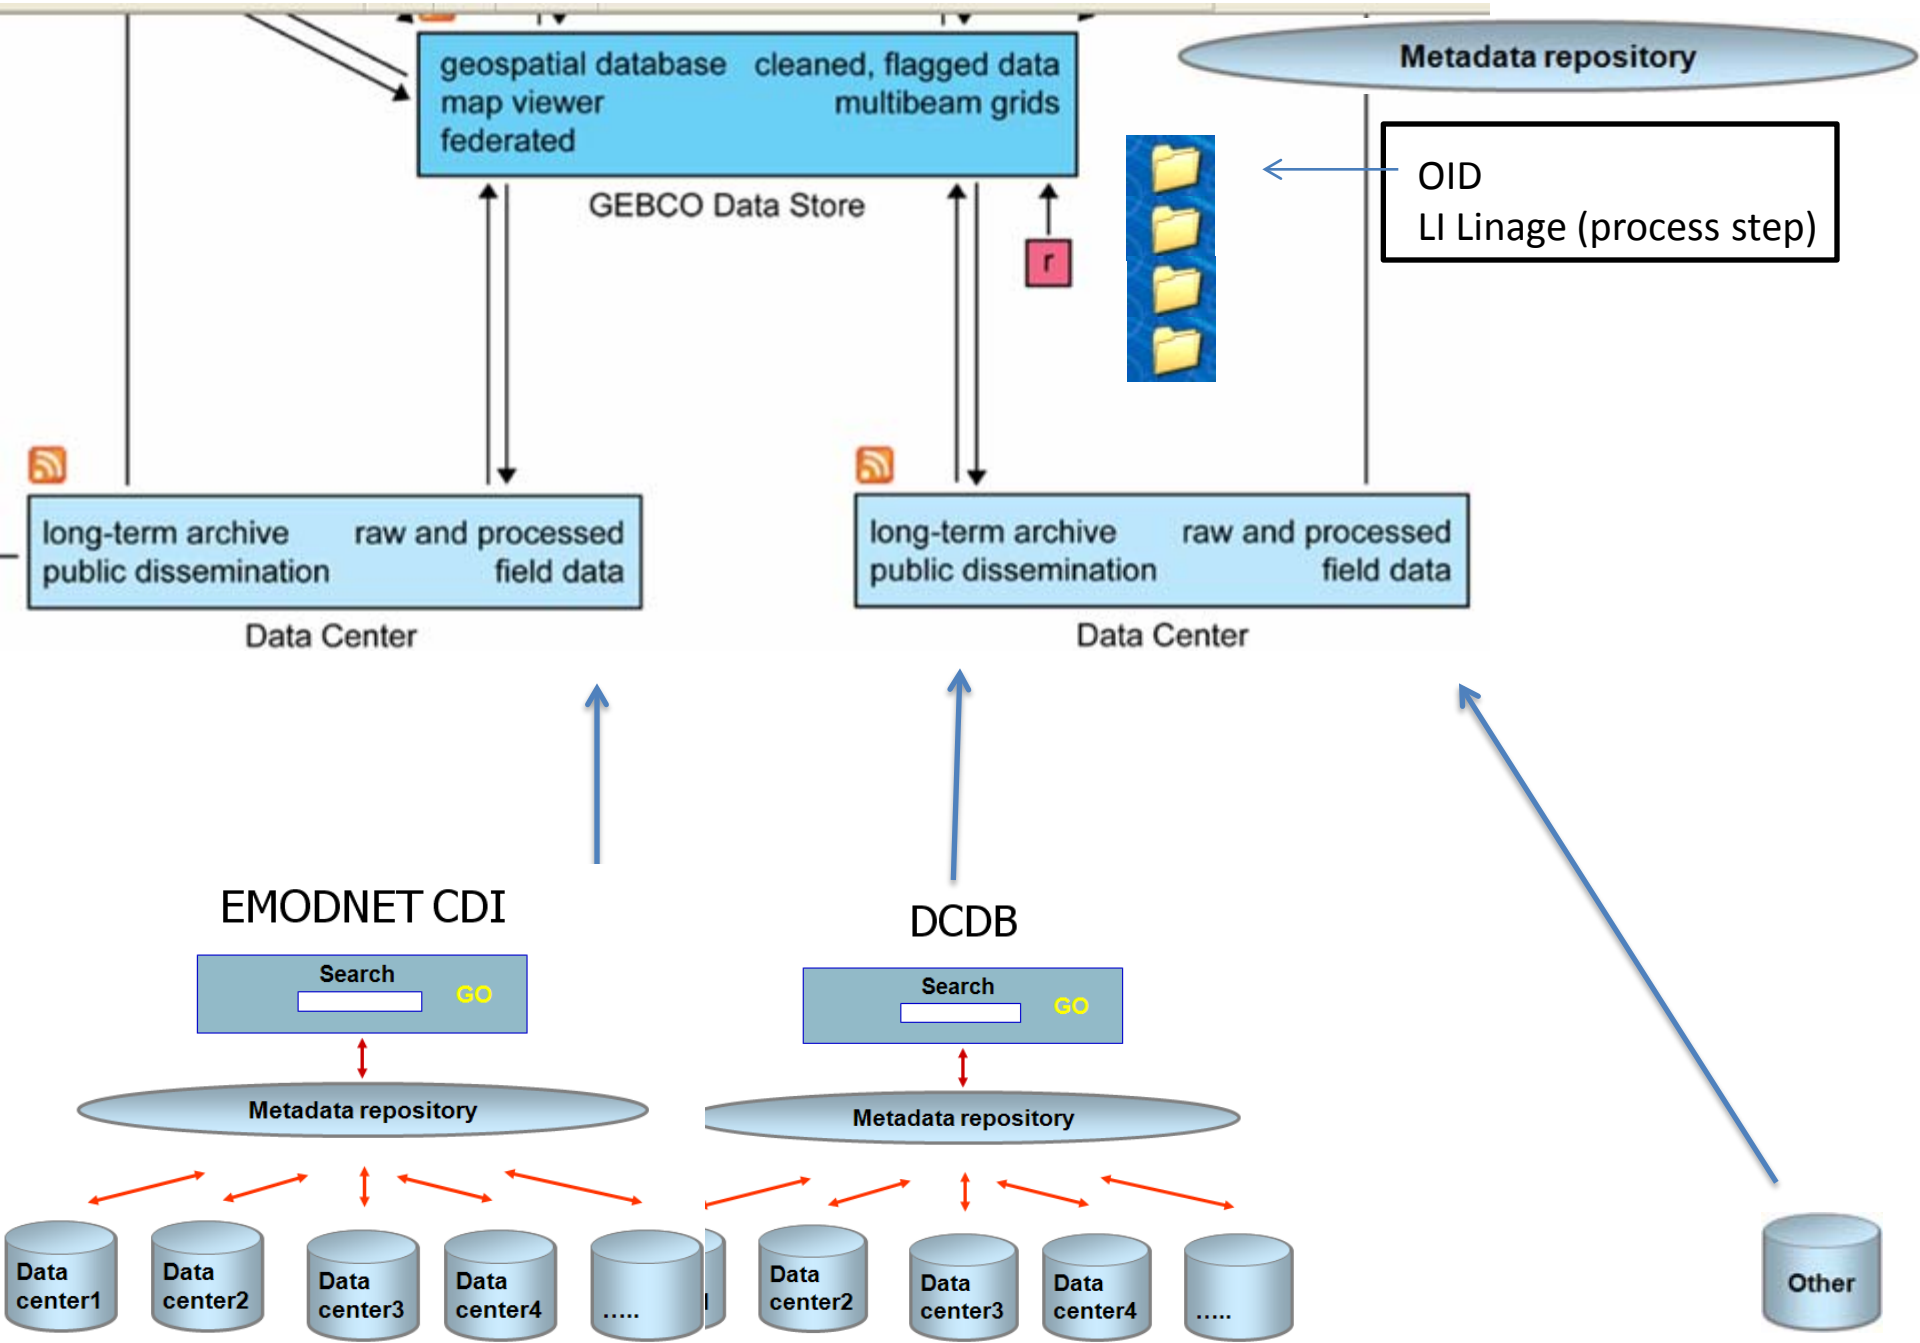 geospatial database cleaned, flagged data
map viewer multibeam grids
federated
GEBCO Data Store
r
Metadata repository
OID
LI Linage (process step)
long-term archive raw and processed
public dissemination field data
Data Center
long-term archive raw and processed
public dissemination field data
Data Center
EMODNET CDI
Search
GO
Metadata repository
Data
center1
Data
center2
Data
center3
Data
center4
.....
DCDB
Search
GO
Metadata repository
Data
center2
Data
center3
Data
center4
.....
Other